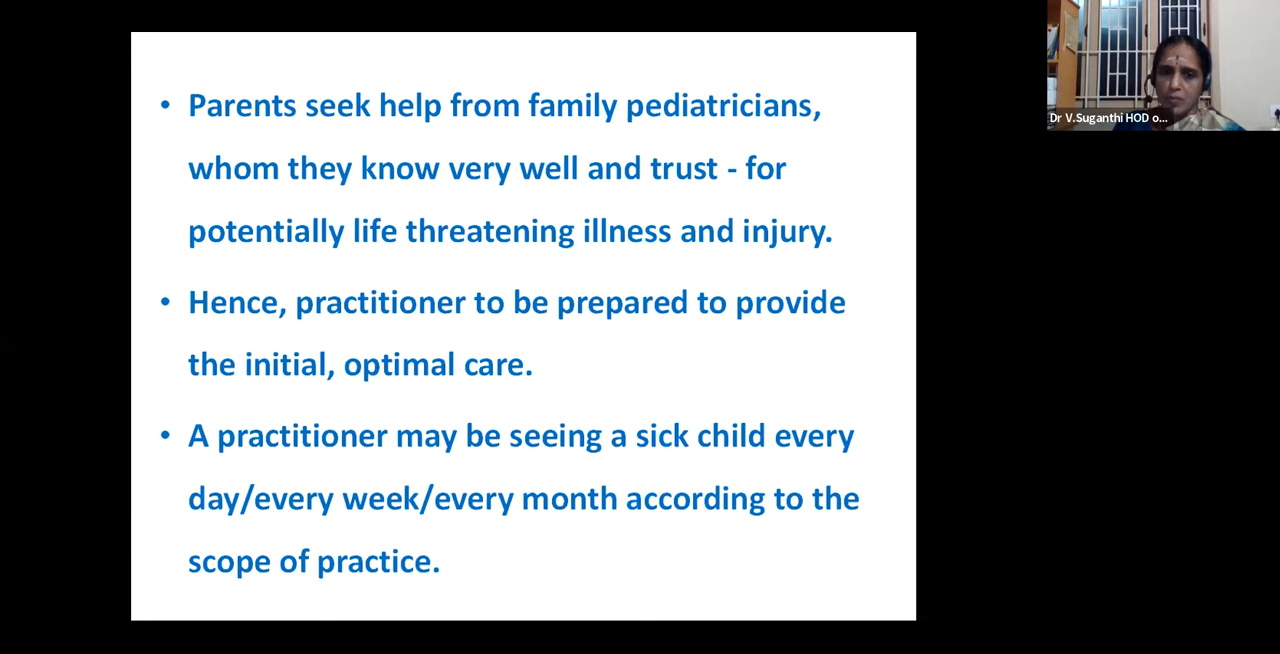 • Parents seek help from family pediatricians,
whom they know very well and trust - for
potentially life threatening illness and injury.
• Hence, practitioner to be prepared to provide
the initial, optimal care.
• A practitioner may be seeing a sick child every
day/every week/every month according to the
scope of practice.
Dr V.Suganthi HOD o...